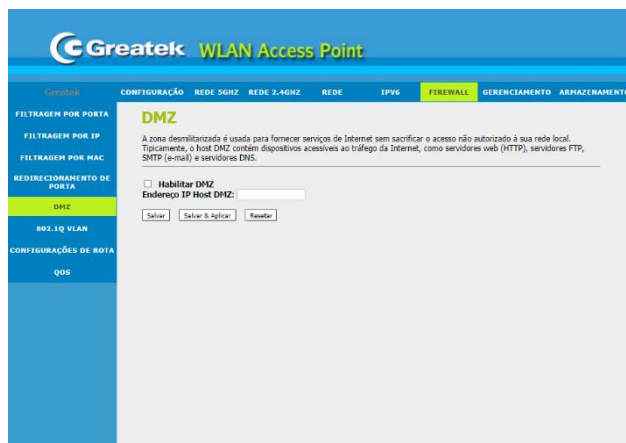 Greatek WLAN Access Point
Greatek
CONFIGURAÇÃO REDE 5GHZ REDE 2.4GHZ REDE IPV6 FIREWALL GERENCIAMENTO ARMAZENAMENTO
FILTRAGEM POR PORTA
FILTRAGEM POR IP
FILTRAGEM POR MAC
REDIRECIONAMENTO DE
PORTA
DMZ
802.1Q VLAN
CONFIGURAÇÕES DE ROTA
QOS
DMZ
A zona desmilitarizada é usada para fornecer serviços de Internet sem sacrificar o acesso não autorizado à sua rede local.
Tipicamente, o host DMZ contém dispositivos acessíveis ao tráfego da Internet, como servidores web (HTTP), servidores FTP,
SMTP (e-mail) e servidores DNS.
Habilitar DMZ
Endereço IP Host DMZ:
Salvar Salvar & Aplicar Resetar